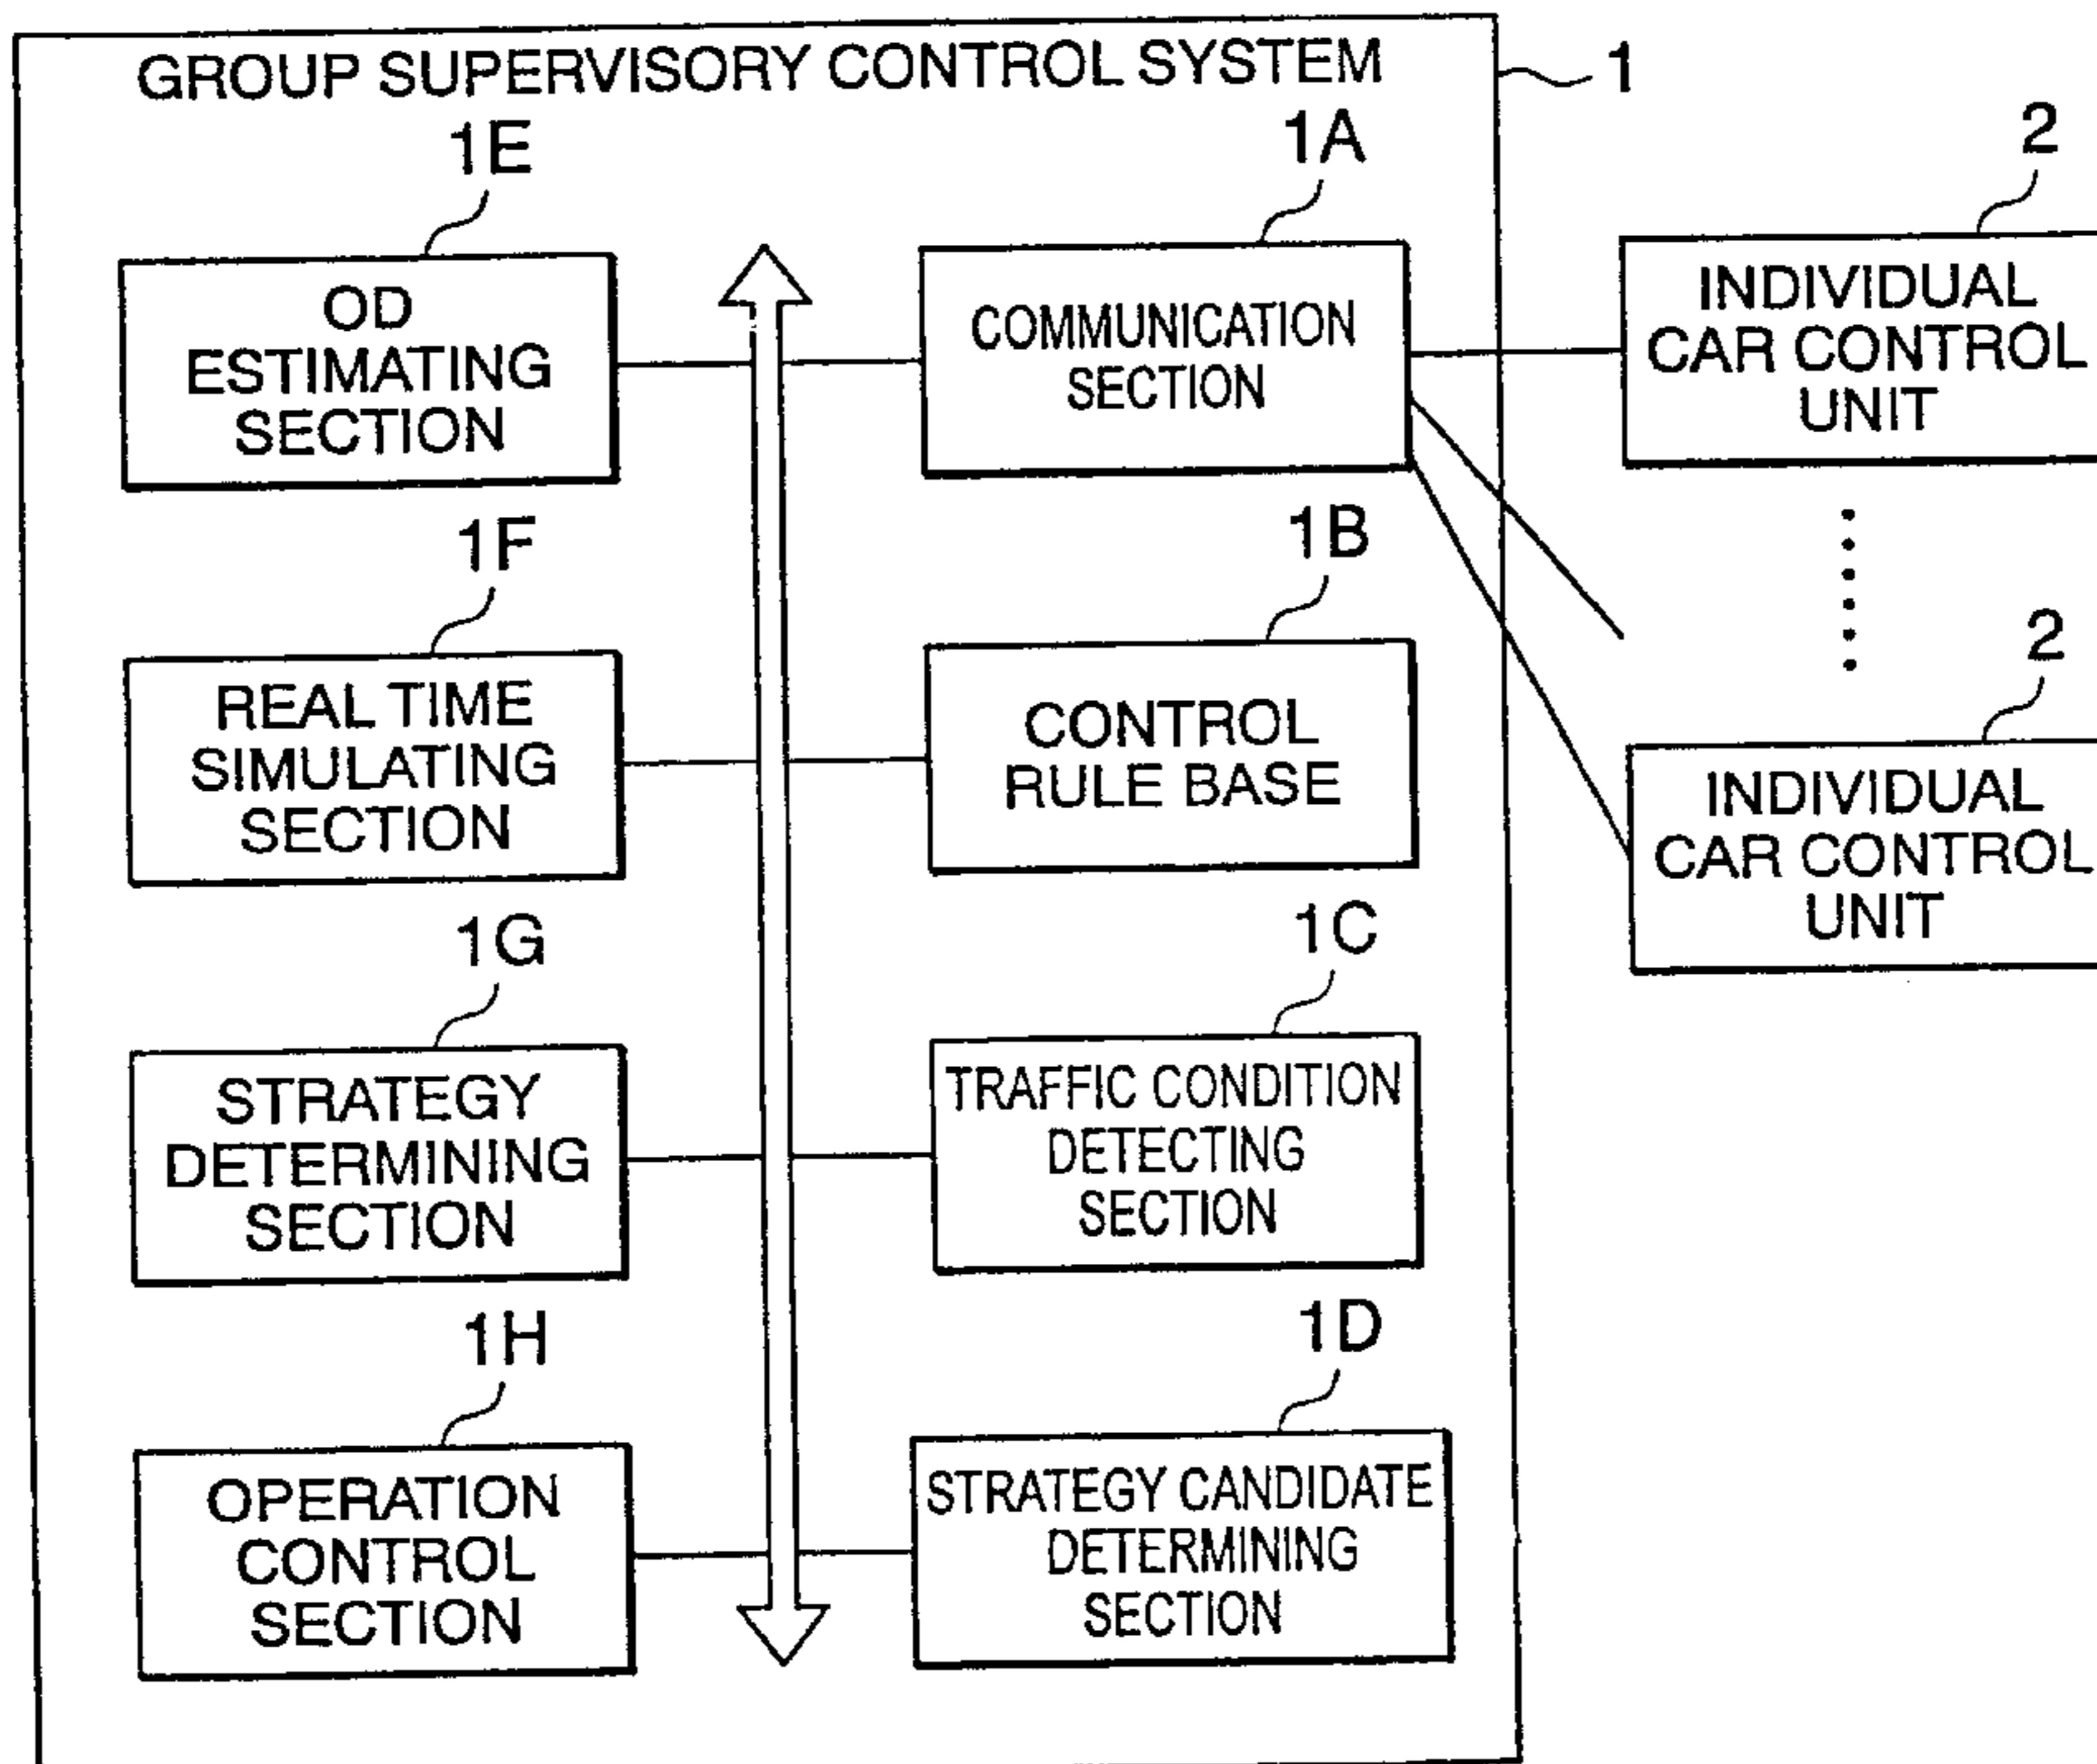 GROUP SUPERVISORY CONTROL SYSTEM
1
1E
OD
ESTIMATING
SECTION
1A
COMMUNICATION
SECTION
2
INDIVIDUAL
CAR CONTROL
UNIT
1F
REAL TIME
SIMULATING
SECTION
1B
CONTROL
RULE BASE
2
INDIVIDUAL
CAR CONTROL
UNIT
1G
STRATEGY
DETERMINING
SECTION
1C
TRAFFIC CONDITION
DETECTING
SECTION
1H
OPERATION
CONTROL
SECTION
1D
STRATEGY CANDIDATE
DETERMINING
SECTION